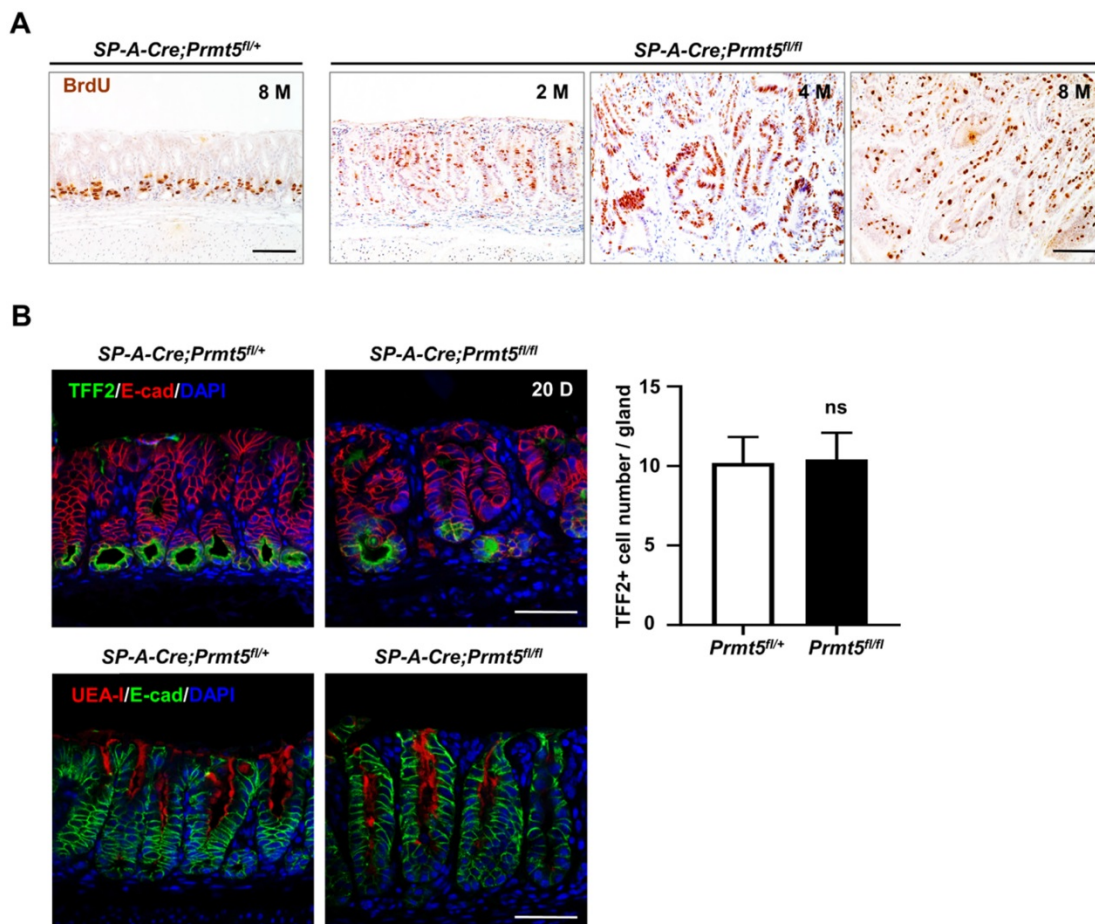 A
SP-A-Cre;Prmt5fl/+
SP-A-Cre;Prmt5fl/fl
BrdU
8 M
2 M
4 M
8 M
B
SP-A-Cre;Prmt5fl/+
SP-A-Cre;Prmt5fl/fl
TFF2/E-cad/DAPI
20 D
TFF2+ cell number / gland
15
10
5
0
ns
Prmt5fl/+
Prmt5fl/fl
SP-A-Cre;Prmt5fl/+
SP-A-Cre;Prmt5fl/fl
UEA-I/E-cad/DAPI